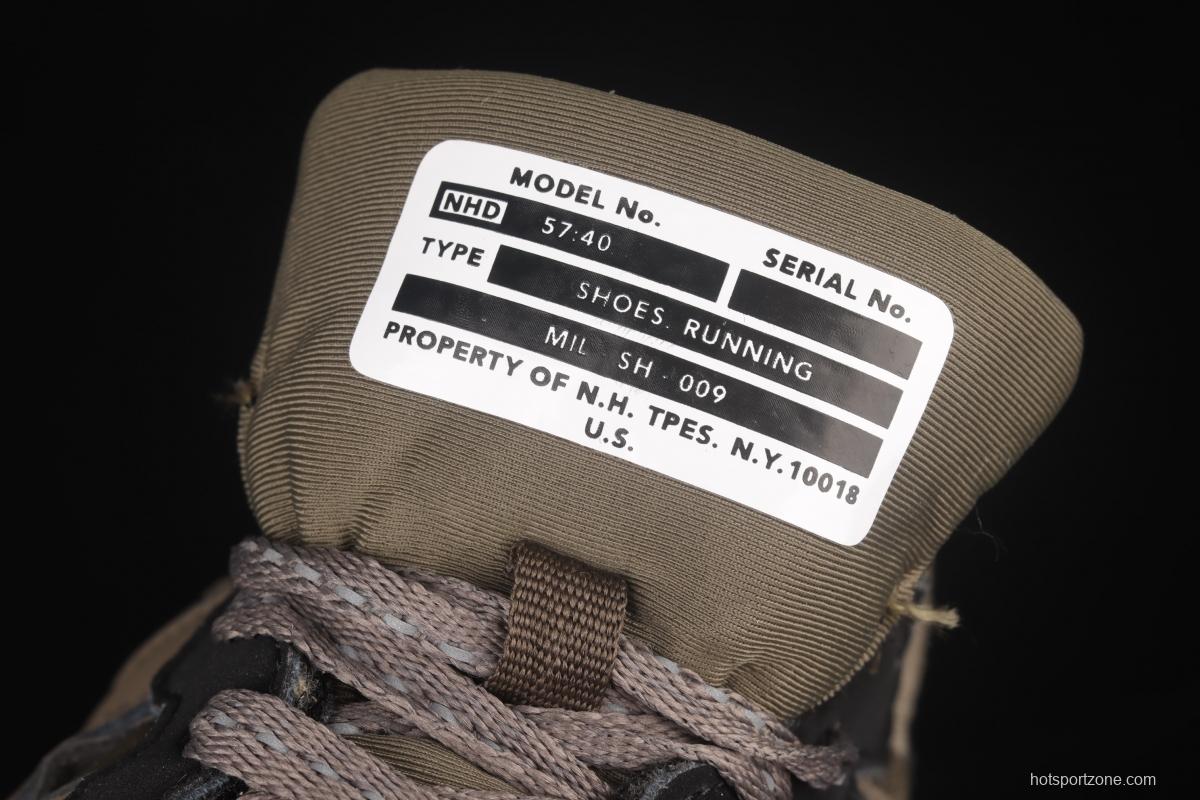 MODEL No.
NHD 57:40
SERIAL No.
TYPE SHOES. RUNNING
MIL SH - 009
PROPERTY OF N.H. TPES. N.Y.10018
U.S.
hotsportzone.com